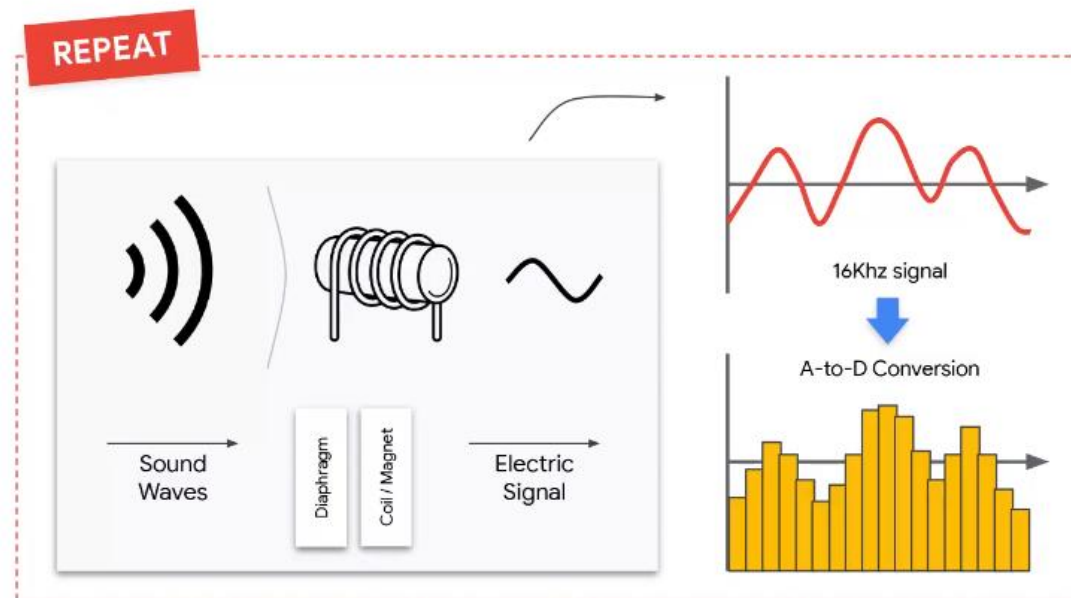 REPEAT
Sound
Waves
Diaphragm
Coil / Magnet
Electric
Signal
16Khz signal
A-to-D Conversion